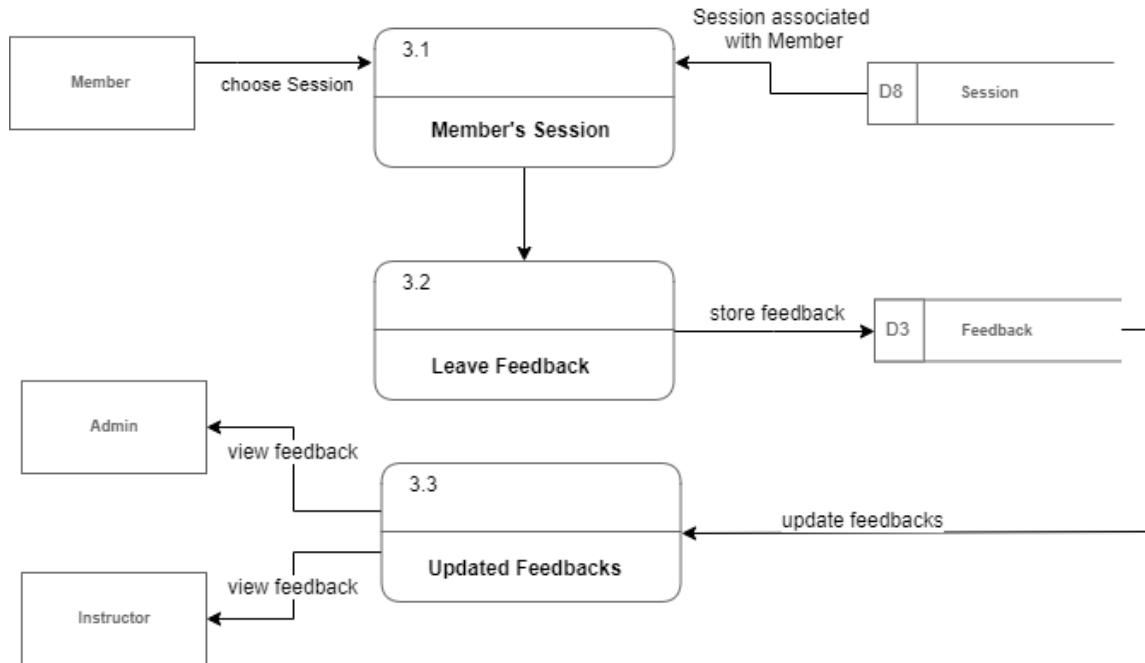 Session associated
with Member
3.1
Member
choose Session
D8
Session
Member's Session
3.2
store feedback
D3
Feedback
Leave Feedback
Admin
view feedback
3.3
update feedbacks
Updated Feedbacks
view feedback
Instructor